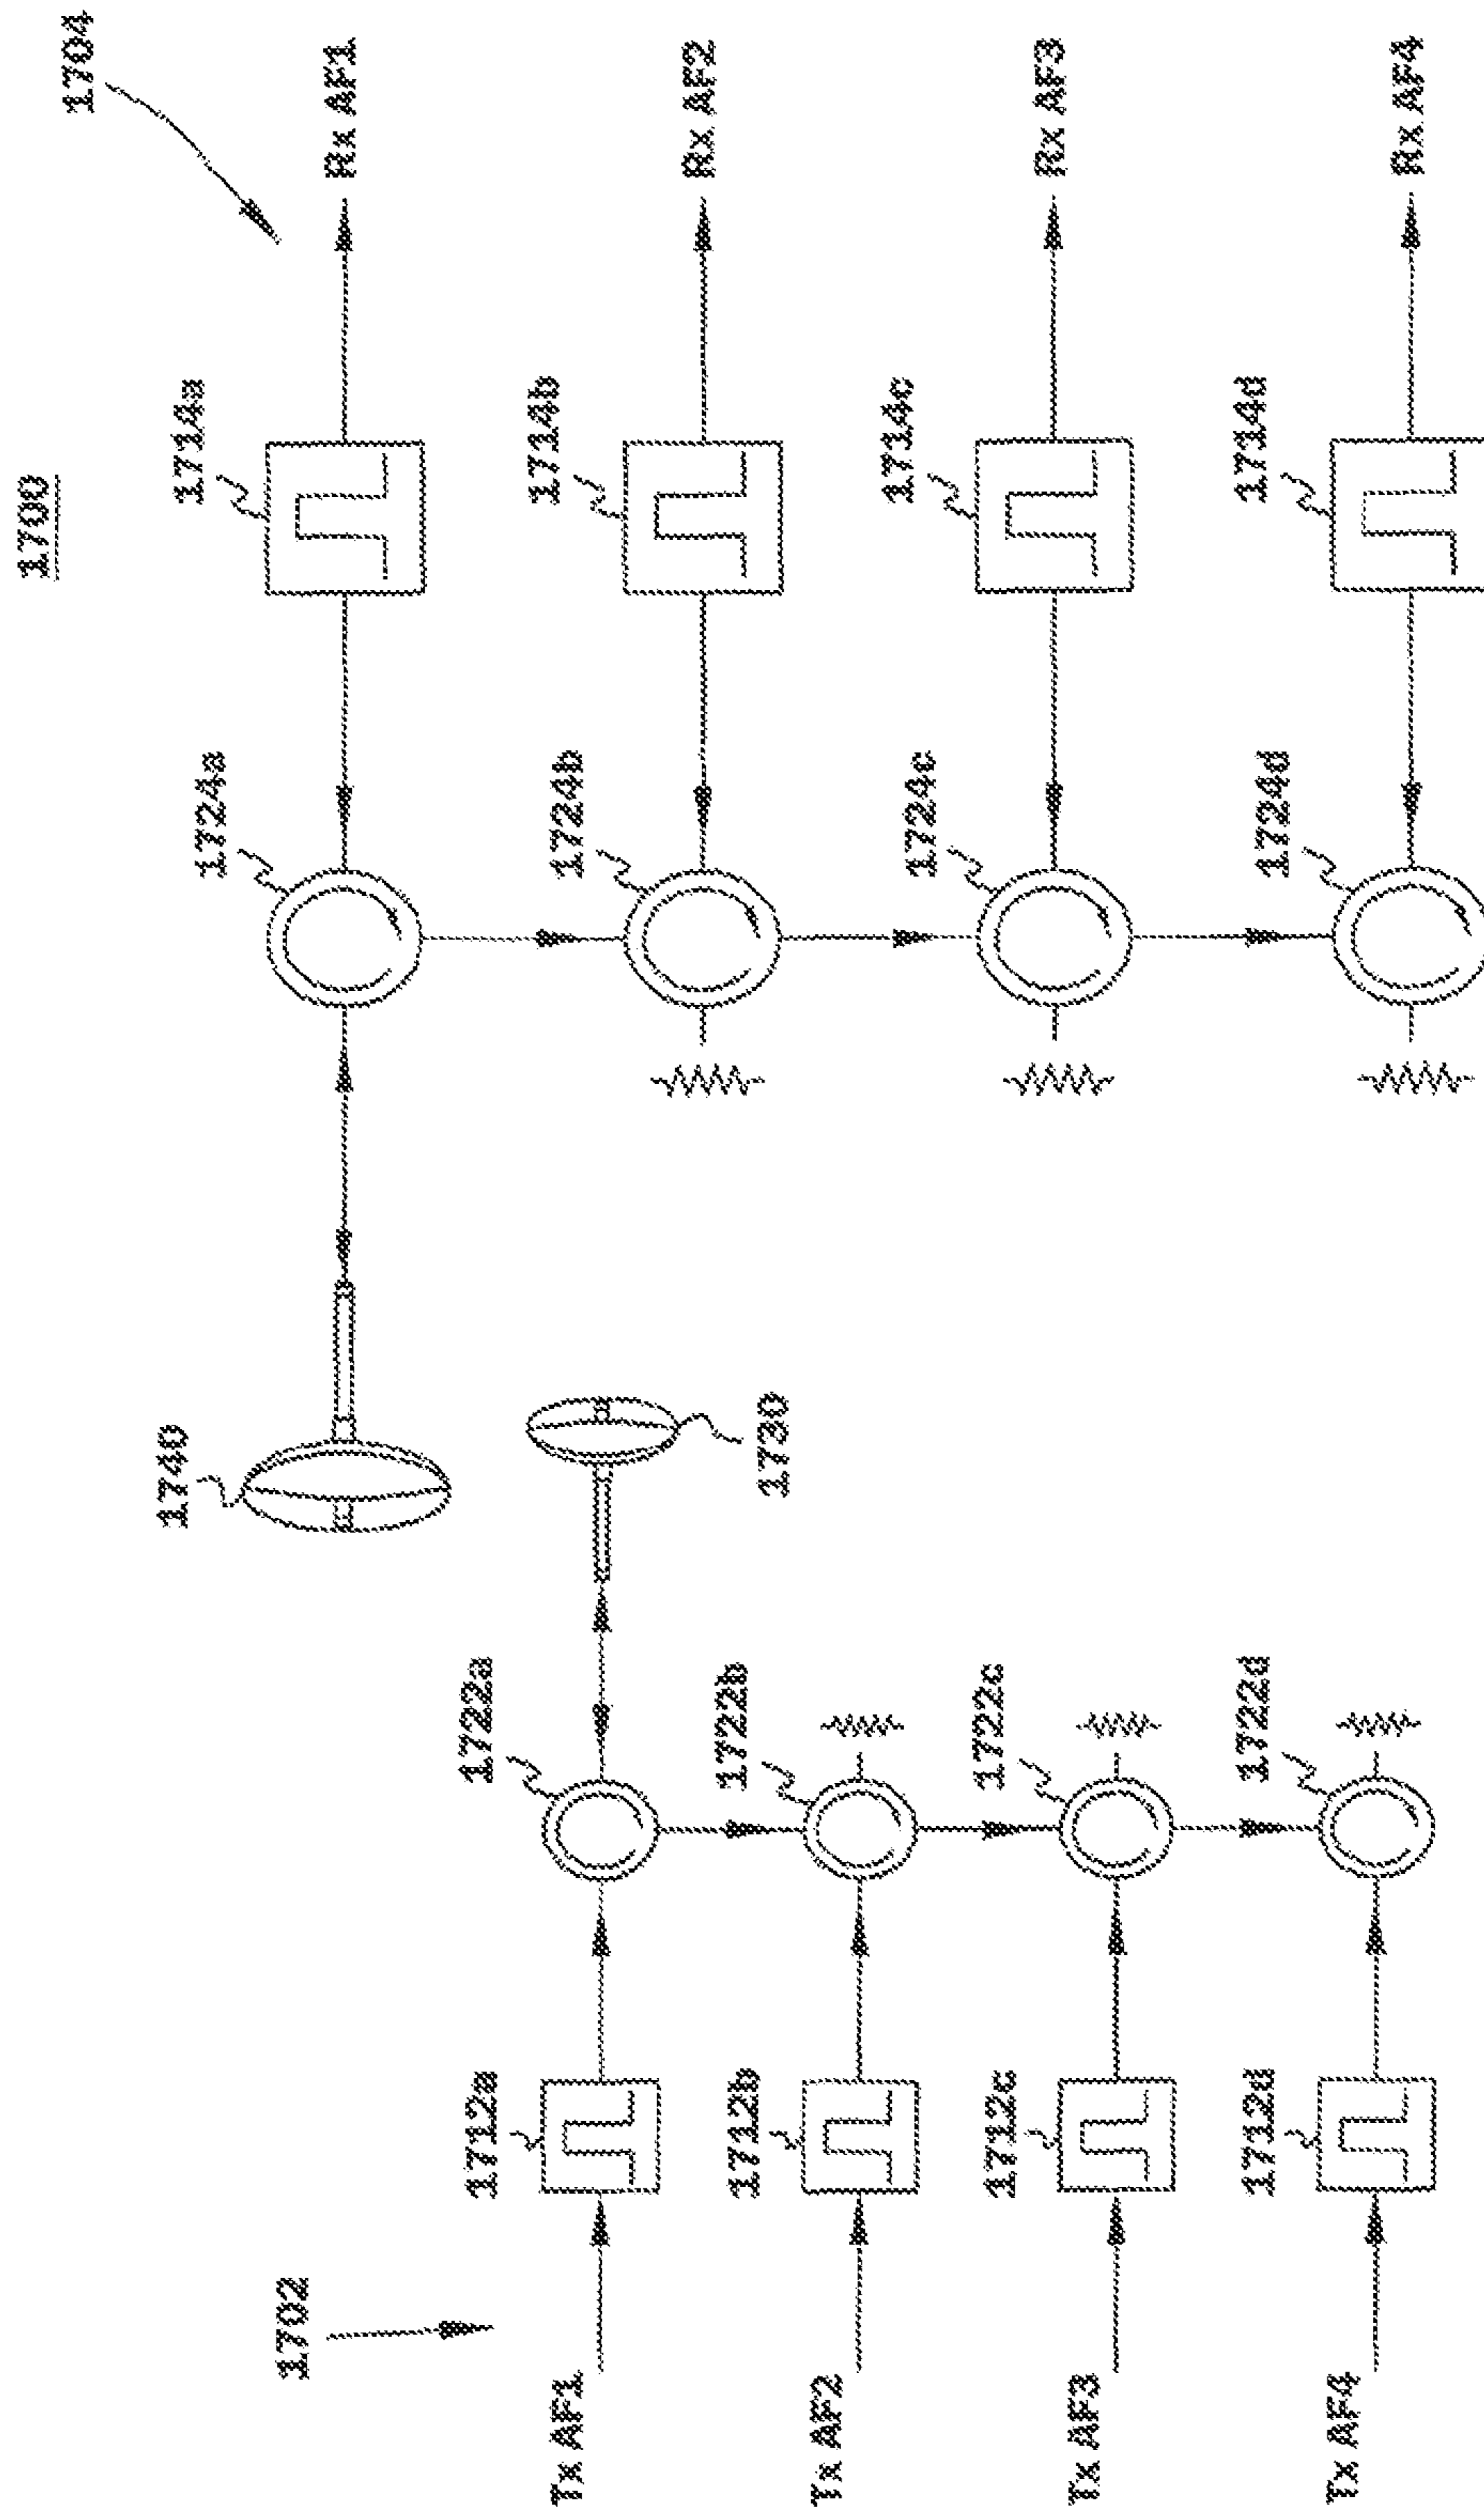 1700
1704
1740
1724a
1714a
Rx AF1
1702
Tx AF1
1712a
1722a
1730
1724b
1714b
Rx AF2
Tx AF2
1712b
1722b
1724c
1714c
Rx AF3
Tx AF3
1712c
1722c
1724d
1714d
Rx AF4
Tx AF4
1712d
1722d